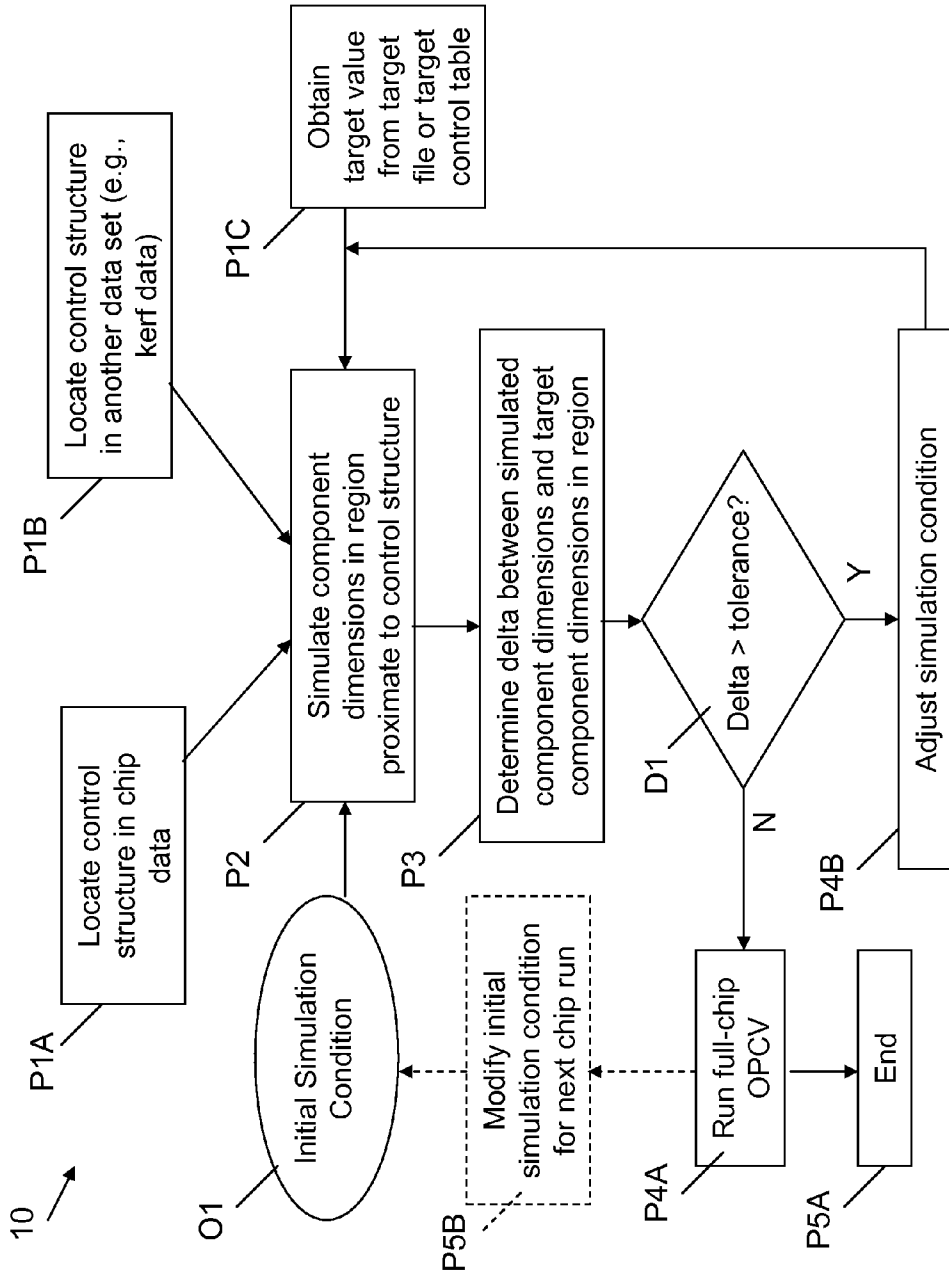 10
P1A
Locate control
structure in chip
data
P1B
Locate control structure
in another data set (e.g.,
kerf data)
O1
Initial Simulation
Condition
P2
Simulate component
dimensions in region
proximate to control structure
P1C
Obtain
target value
from target
file or target
control table
P5B
Modify initial
simulation condition
for next chip run
P3
Determine delta between simulated
component dimensions and target
component dimensions in region
D1
Delta > tolerance?
N
Y
P4A
Run full-chip
OPCV
P5A
End
P4B
Adjust simulation condition